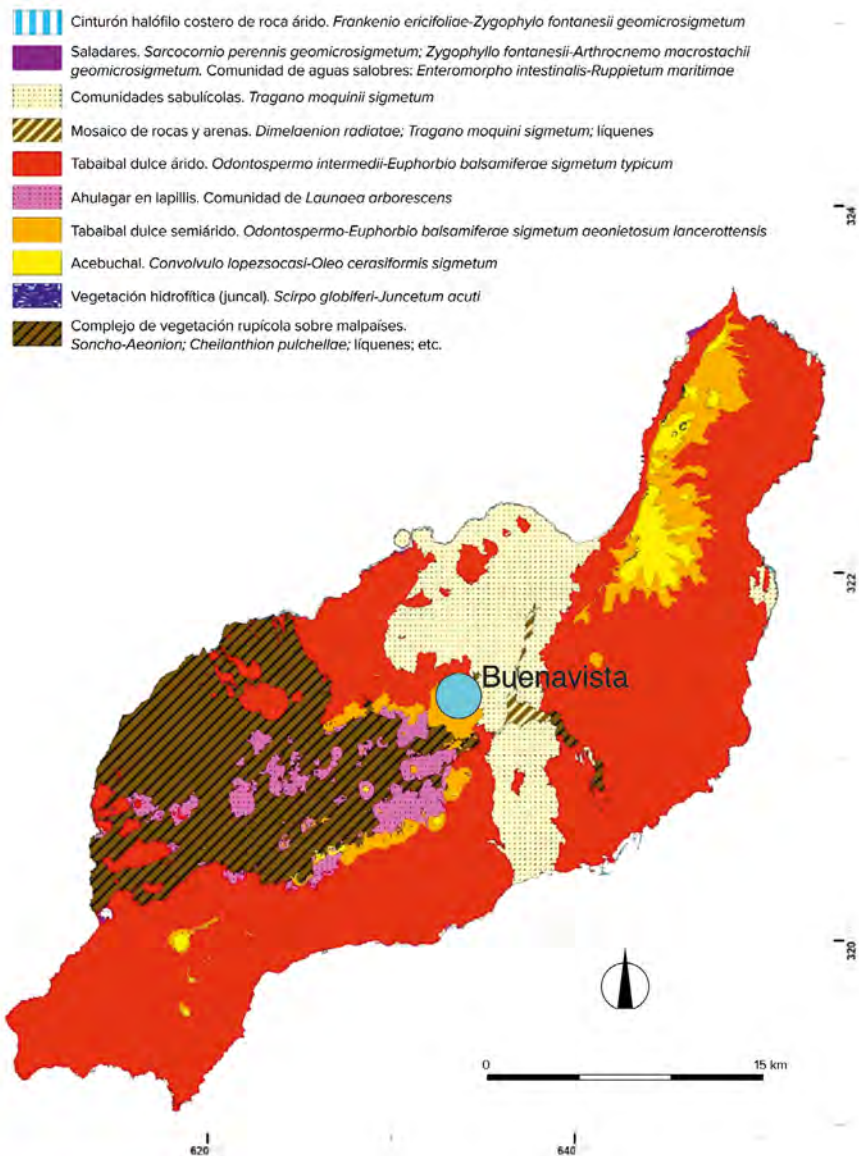 Cinturón halófilo costero de roca árido. Frankenio ericifoliae-Zygophylo fontanesii geomicrosigmetum
Saladares. Sarcocornio perennis geomicrosigmetum; Zygophyllo fontanesii-Arthrocnemo macrostachii
geomicrosigmetum. Comunidad de aguas salobres: Enteromorpho intestinalis-Ruppietum maritimae
Comunidades sabulícolas. Tragano moquinii sigmetum
Mosaico de rocas y arenas. Dimelaenion radiatae; Tragano moquini sigmetum; líquenes
Tabaibal dulce árido. Odontospermo intermedii-Euphorbio balsamiferae sigmetum typicum
Ahulagar en lapillis. Comunidad de Launaea arborescens
Tabaibal dulce semiárido. Odontospermo-Euphorbio balsamiferae sigmetum aeonietosum lancerottensis
Acebuchal. Convolvulo lopezsocasi-Oleo cerasiformis sigmetum
Vegetación hidrofítica (juncal). Scirpo globiferi-Juncetum acuti
Complejo de vegetación rupícola sobre malpaíses.
Soncho-Aeonion; Cheilanthion pulchellae; líquenes; etc.
324
322
Buenavista
320
0 15 km
620 640